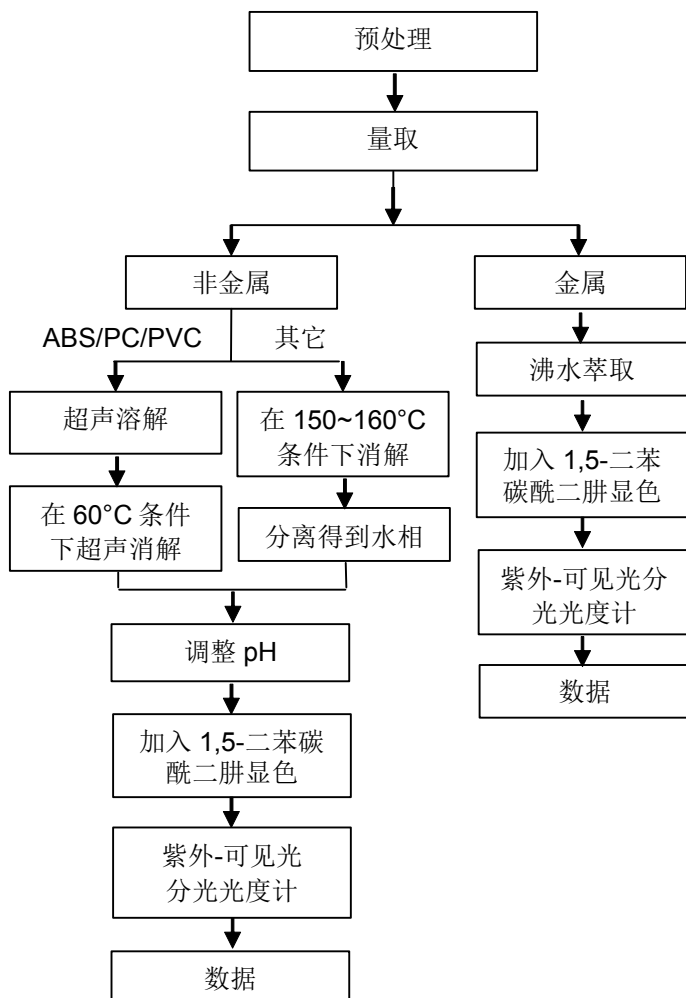 预处理
量取
非金属
金属
ABS/PC/PVC
其它
超声溶解
在 60°C 条件
下超声消解
在 150~160°C
条件下消解
分离得到水相
调整 pH
加入 1,5-二苯碳
酰二肼显色
紫外-可见光
分光光度计
数据
沸水萃取
加入 1,5-二苯
碳酰二肼显色
紫外-可见光分
光光度计
数据